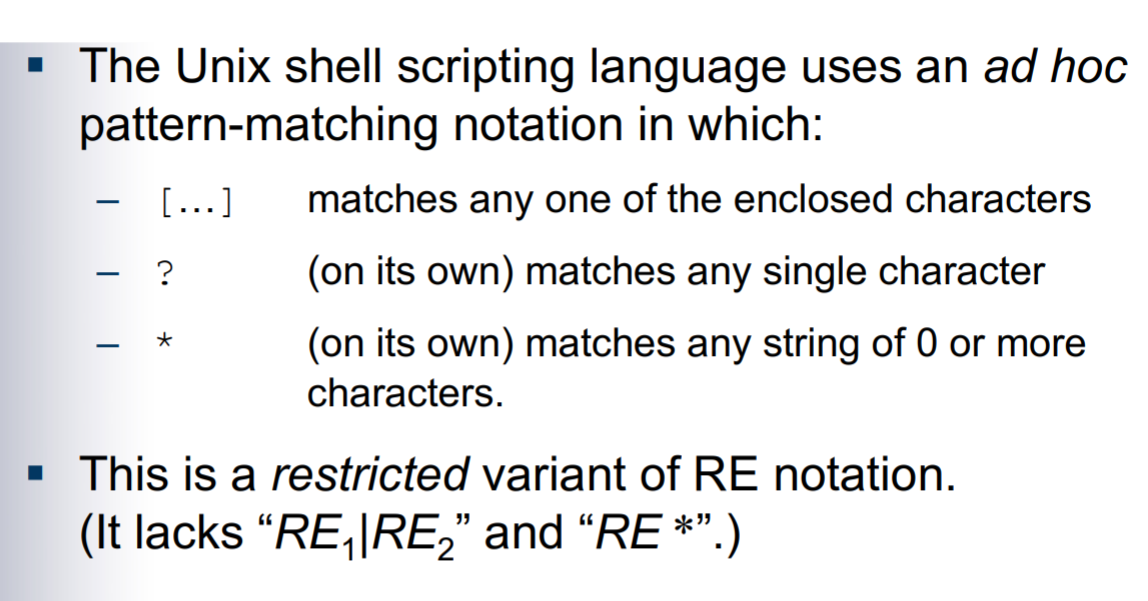 ▪ The Unix shell scripting language uses an ad hoc
pattern-matching notation in which:
– [...] matches any one of the enclosed characters
– ? (on its own) matches any single character
– * (on its own) matches any string of 0 or more
characters.
▪ This is a restricted variant of RE notation.
(It lacks “RE₁|RE₂” and “RE *”.)